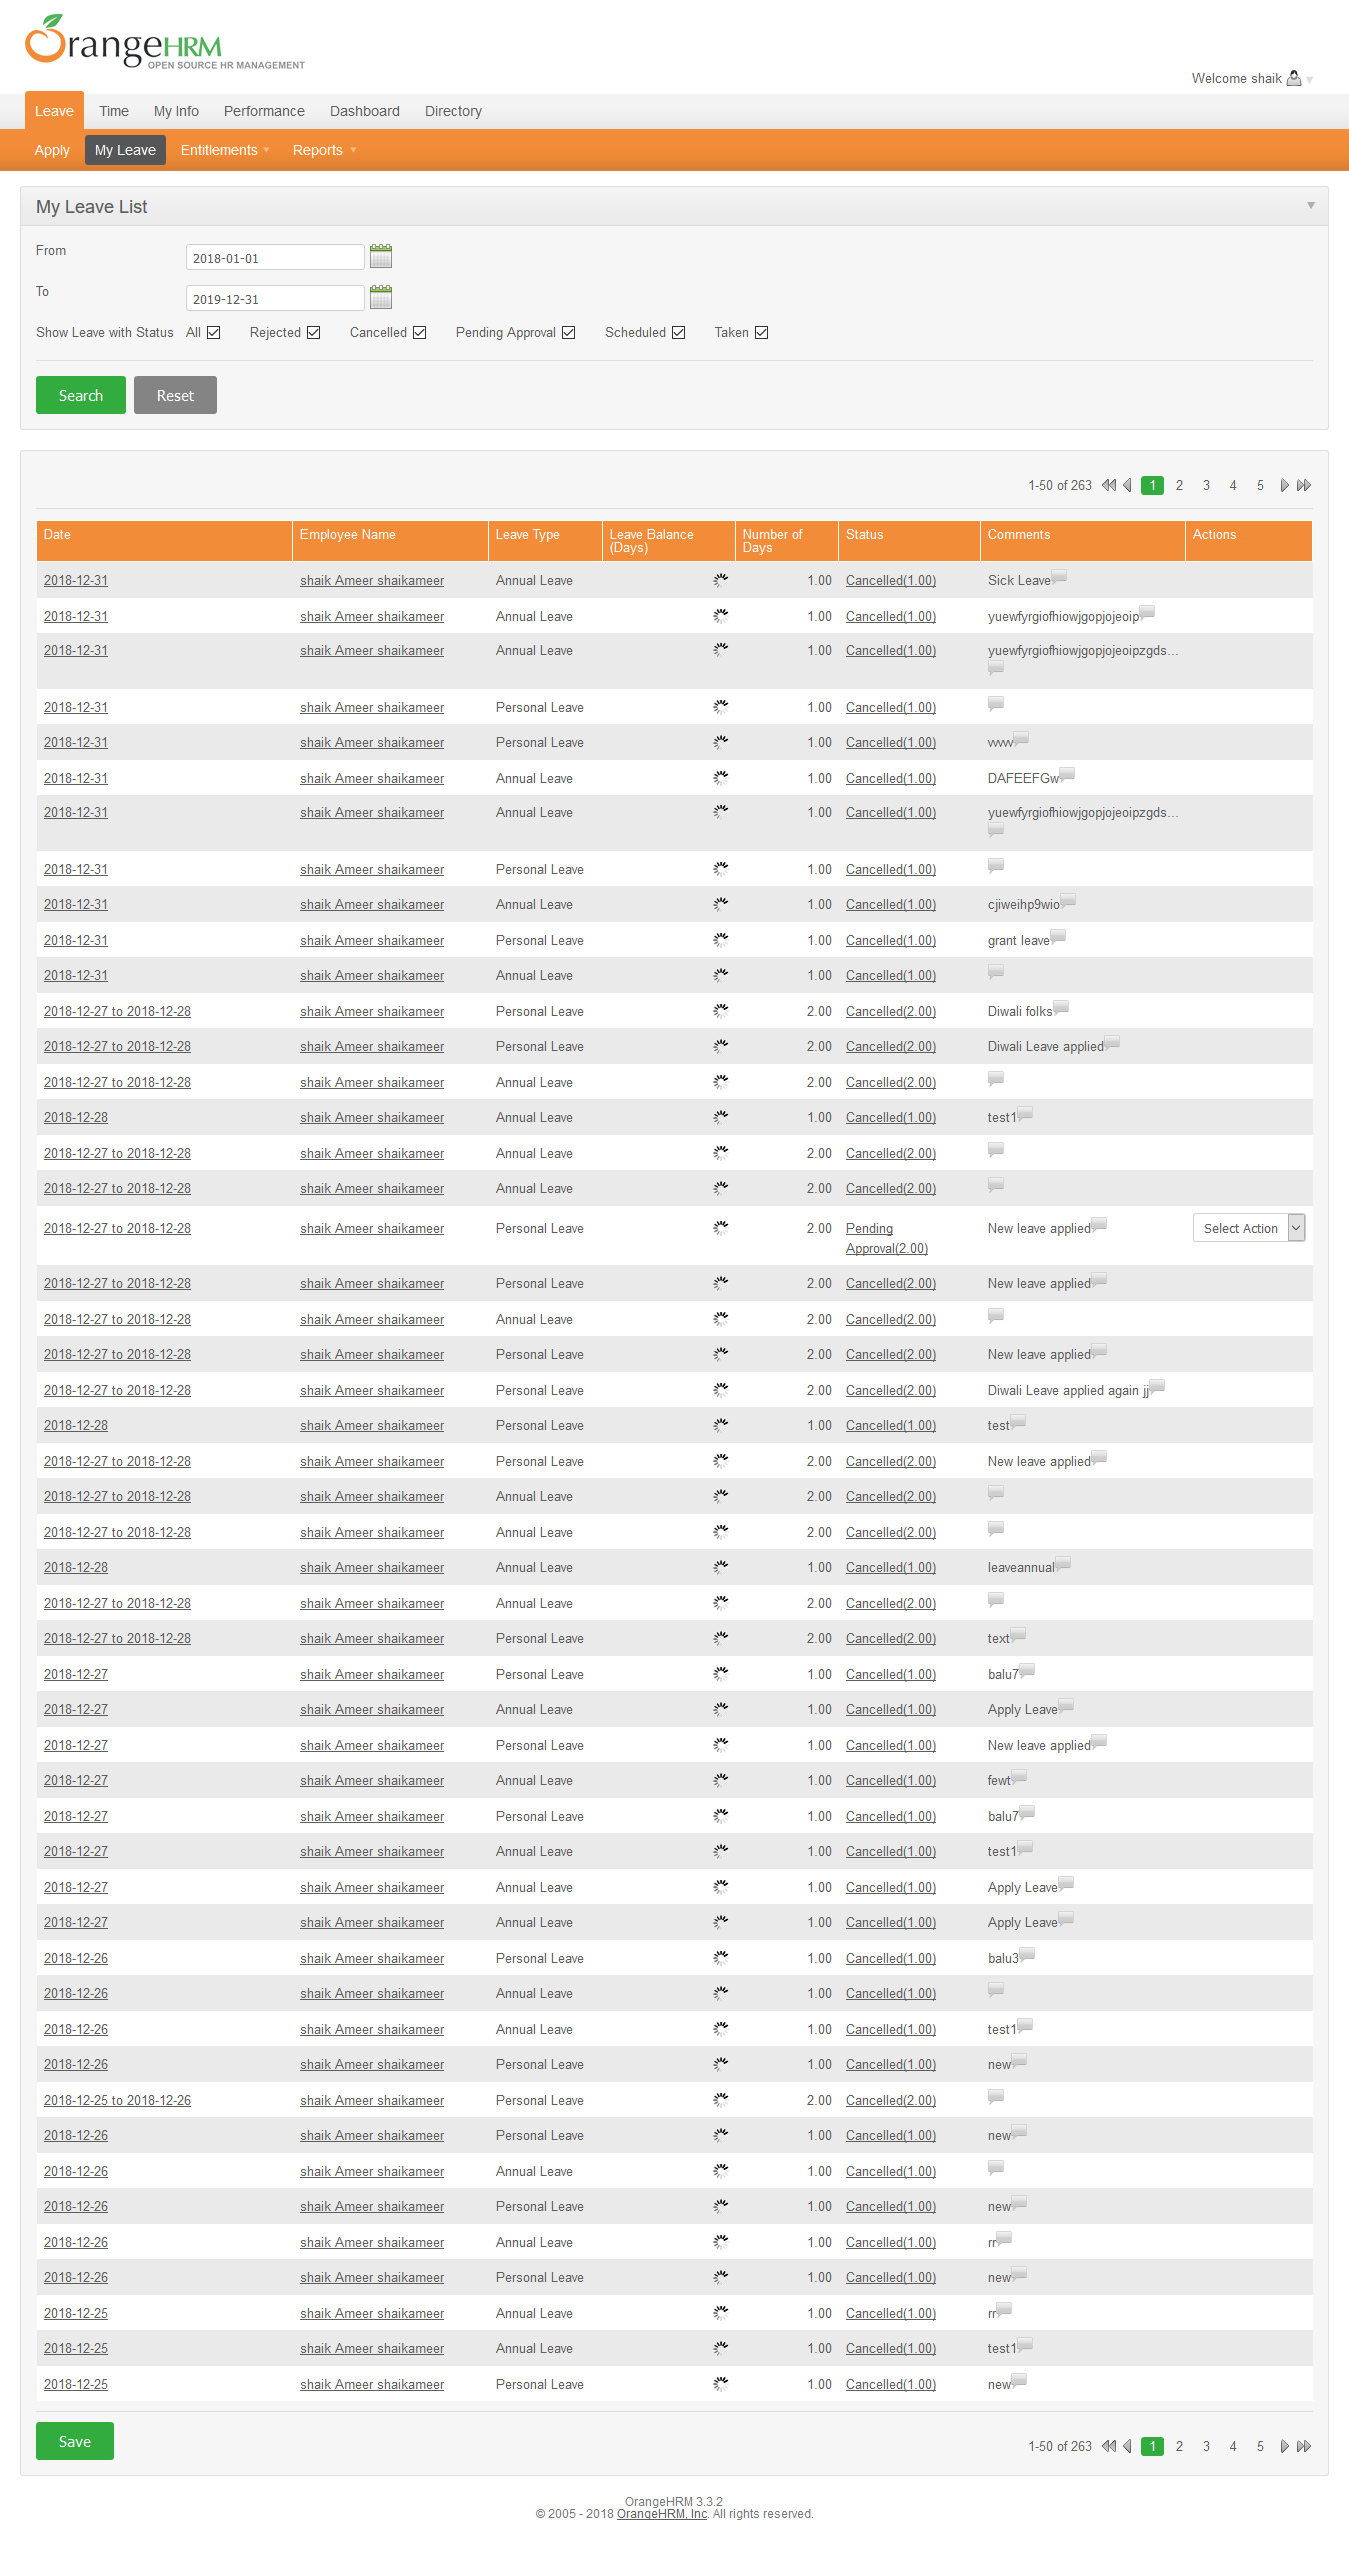 OrangeHRM
OPEN SOURCE HR MANAGEMENT
Welcome shaik
Leave Time My Info Performance Dashboard Directory
Apply My Leave Entitlements Reports
My Leave List
From 2018-01-01
To 2019-12-31
Show Leave with Status All Rejected Cancelled Pending Approval Scheduled Taken
Search Reset
1-50 of 263 1 2 3 4 5
Date Employee Name Leave Type Leave Balance (Days) Number of Days Status Comments Actions
2018-12-31 shaik Ameer shaikameer Annual Leave 1.00 Cancelled(1.00) Sick Leave
2018-12-31 shaik Ameer shaikameer Annual Leave 1.00 Cancelled(1.00) yuewfyrgiofhiowjgopjojeoip
2018-12-31 shaik Ameer shaikameer Annual Leave 1.00 Cancelled(1.00) yuewfyrgiofhiowjgopjojeoipzgds...
2018-12-31 shaik Ameer shaikameer Personal Leave 1.00 Cancelled(1.00)
2018-12-31 shaik Ameer shaikameer Personal Leave 1.00 Cancelled(1.00)
2018-12-31 shaik Ameer shaikameer Annual Leave 1.00 Cancelled(1.00) DAFEEFGw
2018-12-31 shaik Ameer shaikameer Annual Leave 1.00 Cancelled(1.00) yuewfyrgiofhiowjgopjojeoipzgds...
2018-12-31 shaik Ameer shaikameer Personal Leave 1.00 Cancelled(1.00)
2018-12-31 shaik Ameer shaikameer Annual Leave 1.00 Cancelled(1.00) cjiweihp9wio
2018-12-31 shaik Ameer shaikameer Personal Leave 1.00 Cancelled(1.00) grant leave
2018-12-31 shaik Ameer shaikameer Annual Leave 1.00 Cancelled(1.00)
2018-12-27 to 2018-12-28 shaik Ameer shaikameer Personal Leave 2.00 Cancelled(2.00) Diwali folks
2018-12-27 to 2018-12-28 shaik Ameer shaikameer Personal Leave 2.00 Cancelled(2.00) Diwali Leave applied
2018-12-27 to 2018-12-28 shaik Ameer shaikameer Annual Leave 2.00 Cancelled(2.00)
2018-12-28 shaik Ameer shaikameer Annual Leave 1.00 Cancelled(1.00) test1
2018-12-27 to 2018-12-28 shaik Ameer shaikameer Annual Leave 2.00 Cancelled(2.00)
2018-12-27 to 2018-12-28 shaik Ameer shaikameer Annual Leave 2.00 Cancelled(2.00)
2018-12-27 to 2018-12-28 shaik Ameer shaikameer Personal Leave 2.00 Pending Approval(2.00) New leave applied Select Action
2018-12-27 to 2018-12-28 shaik Ameer shaikameer Personal Leave 2.00 Cancelled(2.00) New leave applied
2018-12-27 to 2018-12-28 shaik Ameer shaikameer Annual Leave 2.00 Cancelled(2.00)
2018-12-27 to 2018-12-28 shaik Ameer shaikameer Personal Leave 2.00 Cancelled(2.00) New leave applied
2018-12-27 to 2018-12-28 shaik Ameer shaikameer Personal Leave 2.00 Cancelled(2.00) Diwali Leave applied again jj
2018-12-28 shaik Ameer shaikameer Personal Leave 1.00 Cancelled(1.00) test
2018-12-27 to 2018-12-28 shaik Ameer shaikameer Personal Leave 2.00 Cancelled(2.00) New leave applied
2018-12-27 to 2018-12-28 shaik Ameer shaikameer Annual Leave 2.00 Cancelled(2.00)
2018-12-27 to 2018-12-28 shaik Ameer shaikameer Annual Leave 2.00 Cancelled(2.00)
2018-12-28 shaik Ameer shaikameer Annual Leave 1.00 Cancelled(1.00) leaveannual
2018-12-27 to 2018-12-28 shaik Ameer shaikameer Annual Leave 2.00 Cancelled(2.00)
2018-12-27 to 2018-12-28 shaik Ameer shaikameer Personal Leave 2.00 Cancelled(2.00) text
2018-12-27 shaik Ameer shaikameer Personal Leave 1.00 Cancelled(1.00) balu7
2018-12-27 shaik Ameer shaikameer Annual Leave 1.00 Cancelled(1.00) Apply Leave
2018-12-27 shaik Ameer shaikameer Personal Leave 1.00 Cancelled(1.00) New leave applied
2018-12-27 shaik Ameer shaikameer Annual Leave 1.00 Cancelled(1.00) fewt
2018-12-27 shaik Ameer shaikameer Personal Leave 1.00 Cancelled(1.00) balu7
2018-12-27 shaik Ameer shaikameer Annual Leave 1.00 Cancelled(1.00) test1
2018-12-27 shaik Ameer shaikameer Annual Leave 1.00 Cancelled(1.00) Apply Leave
2018-12-27 shaik Ameer shaikameer Annual Leave 1.00 Cancelled(1.00) Apply Leave
2018-12-26 shaik Ameer shaikameer Personal Leave 1.00 Cancelled(1.00) balu3
2018-12-26 shaik Ameer shaikameer Annual Leave 1.00 Cancelled(1.00)
2018-12-26 shaik Ameer shaikameer Annual Leave 1.00 Cancelled(1.00) test1
2018-12-26 shaik Ameer shaikameer Personal Leave 1.00 Cancelled(1.00) new
2018-12-25 to 2018-12-26 shaik Ameer shaikameer Personal Leave 2.00 Cancelled(2.00)
2018-12-26 shaik Ameer shaikameer Personal Leave 1.00 Cancelled(1.00) new
2018-12-26 shaik Ameer shaikameer Annual Leave 1.00 Cancelled(1.00)
2018-12-26 shaik Ameer shaikameer Personal Leave 1.00 Cancelled(1.00) new
2018-12-26 shaik Ameer shaikameer Annual Leave 1.00 Cancelled(1.00) rr
2018-12-26 shaik Ameer shaikameer Personal Leave 1.00 Cancelled(1.00) new
2018-12-25 shaik Ameer shaikameer Annual Leave 1.00 Cancelled(1.00) rr
2018-12-25 shaik Ameer shaikameer Annual Leave 1.00 Cancelled(1.00) test1
2018-12-25 shaik Ameer shaikameer Personal Leave 1.00 Cancelled(1.00) new
Save 1-50 of 263 1 2 3 4 5
OrangeHRM 3.3.2
© 2005 - 2018 OrangeHRM, Inc. All rights reserved.